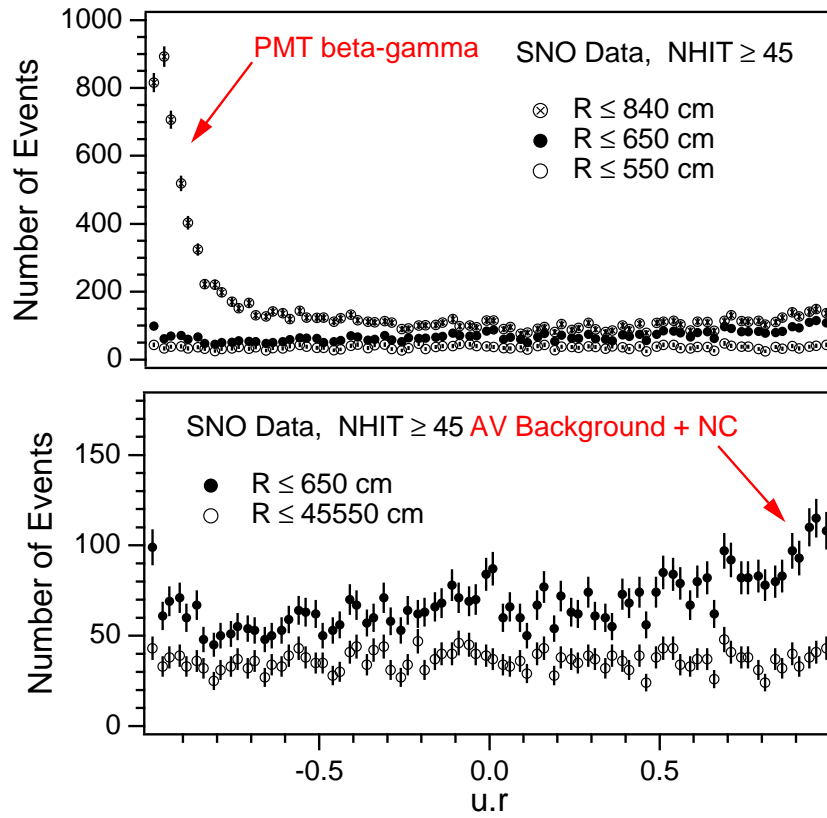 1000
800
600
400
200
0
Number of Events
PMT beta-gamma
SNO Data, NHIT ≥ 45
R ≤ 840 cm
R ≤ 650 cm
R ≤ 550 cm
150
100
50
0
Number of Events
SNO Data, NHIT ≥ 45 AV Background + NC
R ≤ 650 cm
R ≤ 45550 cm
-0.5
0.0
0.5
u.r